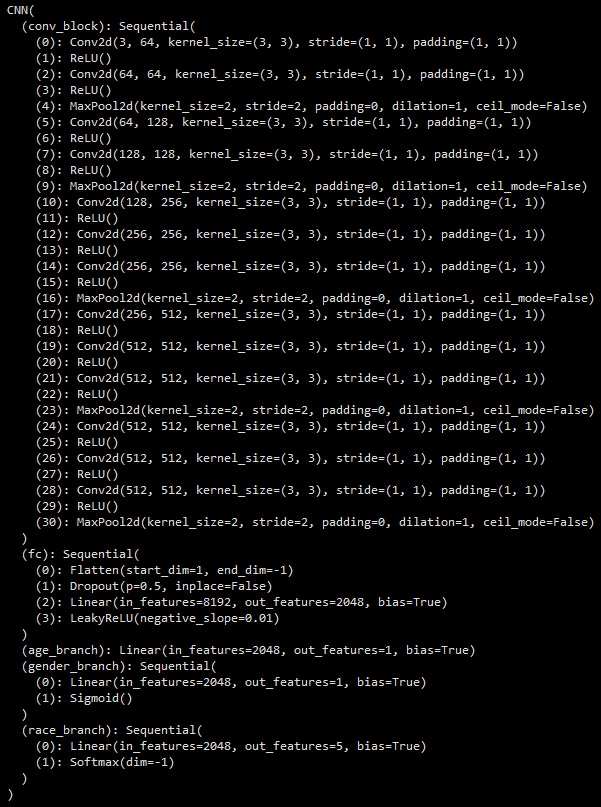 CNN(
  (conv_block): Sequential(
    (0): Conv2d(3, 64, kernel_size=(3, 3), stride=(1, 1), padding=(1, 1))
    (1): ReLU()
    (2): Conv2d(64, 64, kernel_size=(3, 3), stride=(1, 1), padding=(1, 1))
    (3): ReLU()
    (4): MaxPool2d(kernel_size=2, stride=2, padding=0, dilation=1, ceil_mode=False)
    (5): Conv2d(64, 128, kernel_size=(3, 3), stride=(1, 1), padding=(1, 1))
    (6): ReLU()
    (7): Conv2d(128, 128, kernel_size=(3, 3), stride=(1, 1), padding=(1, 1))
    (8): ReLU()
    (9): MaxPool2d(kernel_size=2, stride=2, padding=0, dilation=1, ceil_mode=False)
    (10): Conv2d(128, 256, kernel_size=(3, 3), stride=(1, 1), padding=(1, 1))
    (11): ReLU()
    (12): Conv2d(256, 256, kernel_size=(3, 3), stride=(1, 1), padding=(1, 1))
    (13): ReLU()
    (14): Conv2d(256, 256, kernel_size=(3, 3), stride=(1, 1), padding=(1, 1))
    (15): ReLU()
    (16): MaxPool2d(kernel_size=2, stride=2, padding=0, dilation=1, ceil_mode=False)
    (17): Conv2d(256, 512, kernel_size=(3, 3), stride=(1, 1), padding=(1, 1))
    (18): ReLU()
    (19): Conv2d(512, 512, kernel_size=(3, 3), stride=(1, 1), padding=(1, 1))
    (20): ReLU()
    (21): Conv2d(512, 512, kernel_size=(3, 3), stride=(1, 1), padding=(1, 1))
    (22): ReLU()
    (23): MaxPool2d(kernel_size=2, stride=2, padding=0, dilation=1, ceil_mode=False)
    (24): Conv2d(512, 512, kernel_size=(3, 3), stride=(1, 1), padding=(1, 1))
    (25): ReLU()
    (26): Conv2d(512, 512, kernel_size=(3, 3), stride=(1, 1), padding=(1, 1))
    (27): ReLU()
    (28): Conv2d(512, 512, kernel_size=(3, 3), stride=(1, 1), padding=(1, 1))
    (29): ReLU()
    (30): MaxPool2d(kernel_size=2, stride=2, padding=0, dilation=1, ceil_mode=False)
  )
  (fc): Sequential(
    (0): Flatten(start_dim=1, end_dim=-1)
    (1): Dropout(p=0.5, inplace=False)
    (2): Linear(in_features=8192, out_features=2048, bias=True)
    (3): LeakyReLU(negative_slope=0.01)
  )
  (age_branch): Linear(in_features=2048, out_features=1, bias=True)
  (gender_branch): Sequential(
    (0): Linear(in_features=2048, out_features=1, bias=True)
    (1): Sigmoid()
  )
  (race_branch): Sequential(
    (0): Linear(in_features=2048, out_features=5, bias=True)
    (1): Softmax(dim=-1)
  )
)